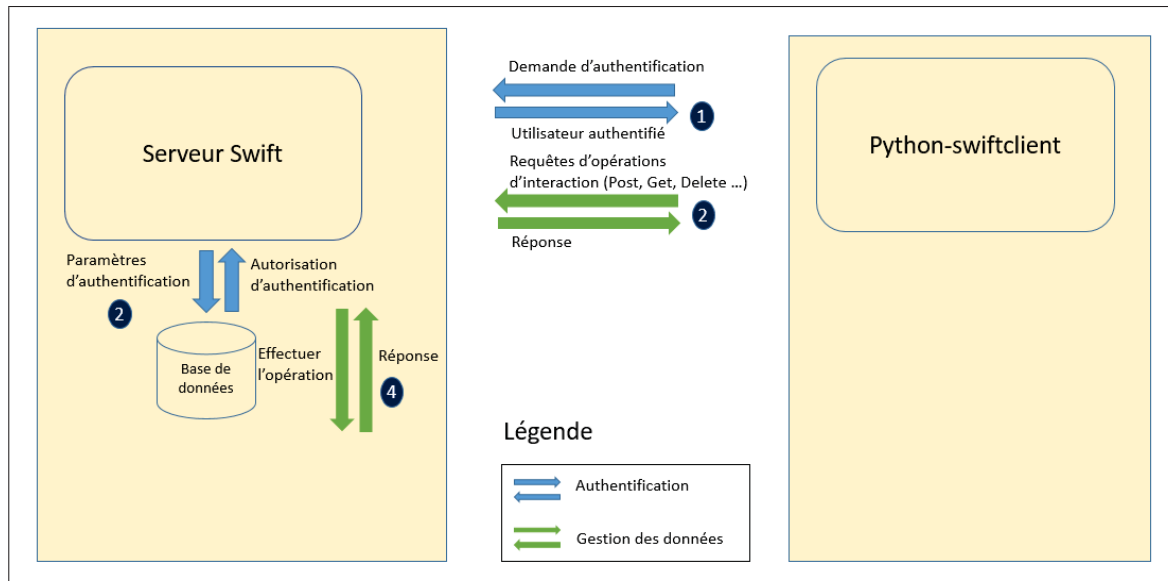 Demande d'authentification
1
Utilisateur authentifié
Serveur Swift
Python-swiftclient
Requêtes d'opérations
d'interaction (Post, Get, Delete ...)
2
Réponse
Paramètres
d'authentification
2
Autorisation
d'authentification
Base de
données
Effectuer
l'opération
Réponse
4
Légende
Authentification
Gestion des données